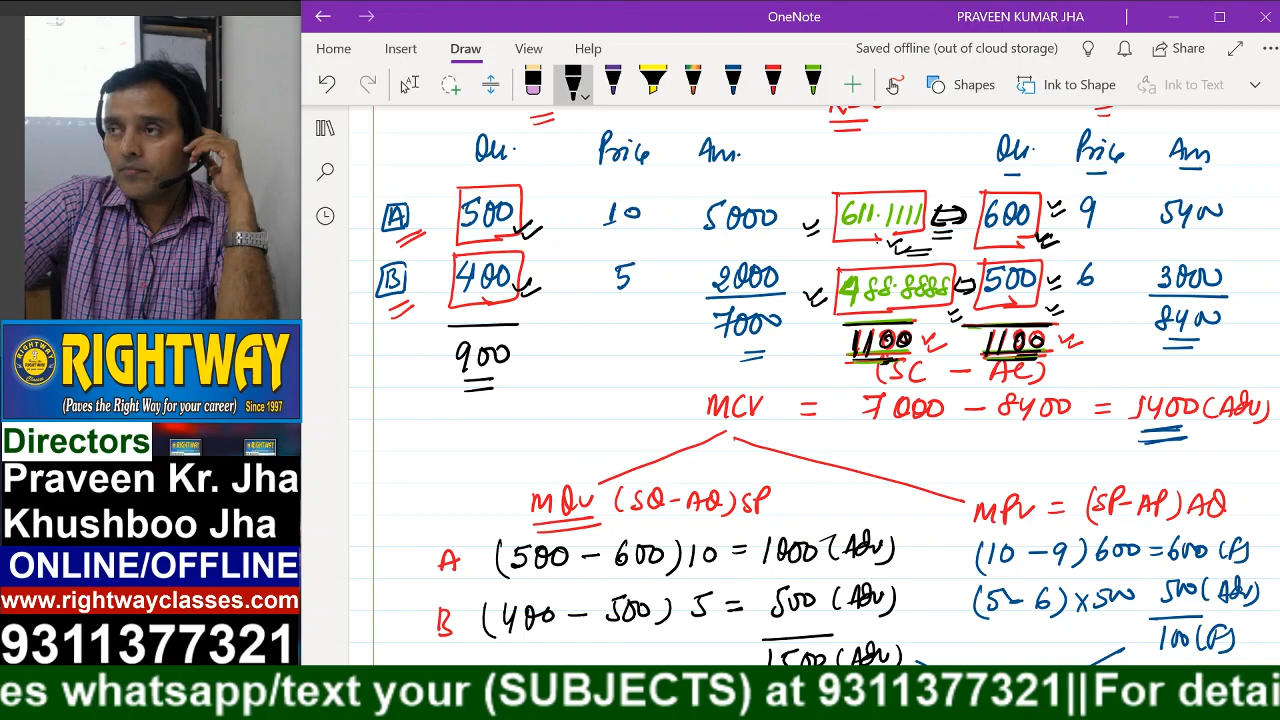 OneNote
PRAVEEN KUMAR JHA
Home Insert Draw View Help
Saved offline (out of cloud storage)
Share
Shapes
Ink to Shape
Ink to Text
Qu. Price Am. Qu. Price Am
A 500 10 5000 611.1111 600 9 5400
B 400 5 2000 488.8888 500 6 3000
7000 8400
900 1100 1100
(SC - AC)
MCV = 7000 - 8400 = 1400 (Adv)
MQV (SQ-AQ)SP
MPV = (SP-AP)AQ
A (500 - 600)10 = 1000 (Adv)
(10 - 9)600 = 600 (F)
B (400 - 500) 5 = 500 (Adv)
(5 - 6) x 500 500 (Adv)
1500 (Adv)
100 (F)
RIGHTWAY
(Paves the Right Way for your career) Since 1997
Directors
Praveen Kr. Jha
Khushboo Jha
ONLINE/OFFLINE
www.rightwayclasses.com
9311377321
es whatsapp/text your (SUBJECTS) at 9311377321||For detai